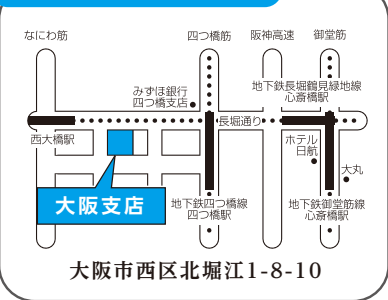 なにわ筋
四つ橋筋
阪神高速
御堂筋
みずほ銀行
四つ橋支店
地下鉄長堀鶴見緑地線
心斎橋駅
長堀通り
西大橋駅
ホテル
日航
大丸
大阪支店
地下鉄四つ橋線
四つ橋駅
地下鉄御堂筋線
心斎橋駅
大阪市西区北堀江1-8-10